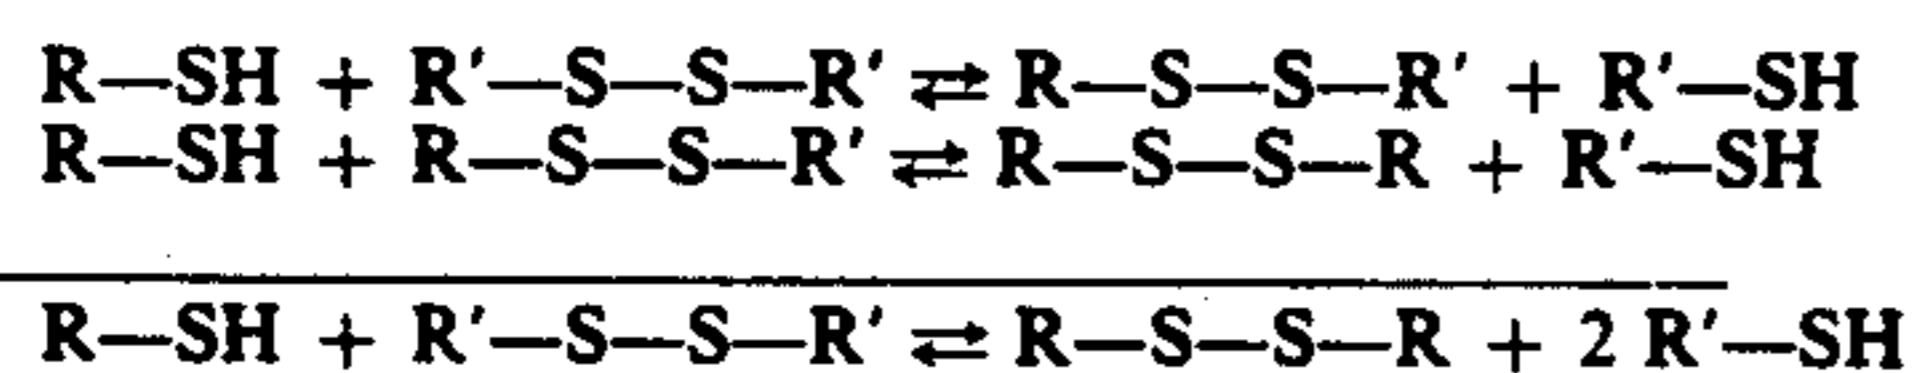 R—SH + R′—S—S—R′ ⇄ R—S—S—R′ + R′—SH
R—SH + R—S—S—R′ ⇄ R—S—S—R + R′—SH
R—SH + R′—S—S—R′ ⇄ R—S—S—R + 2 R′—SH